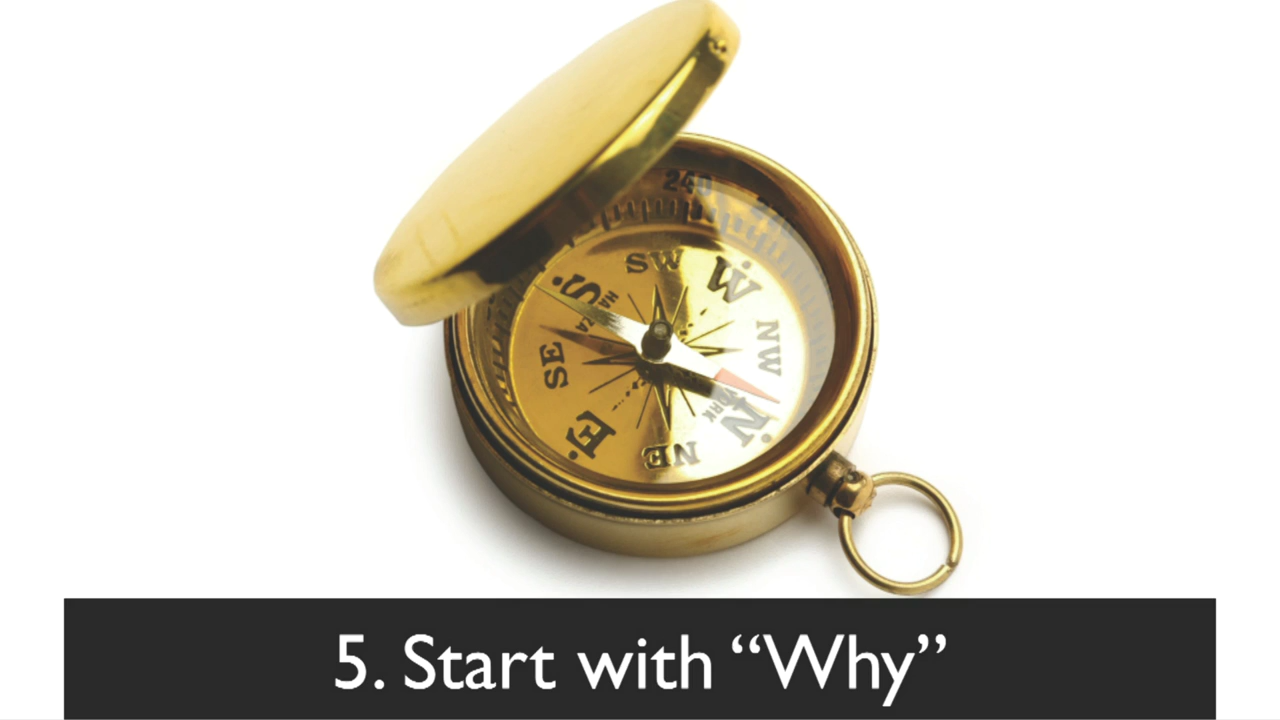 240
SW
W
S
NW
SE
N
E
NE
5. Start with “Why”